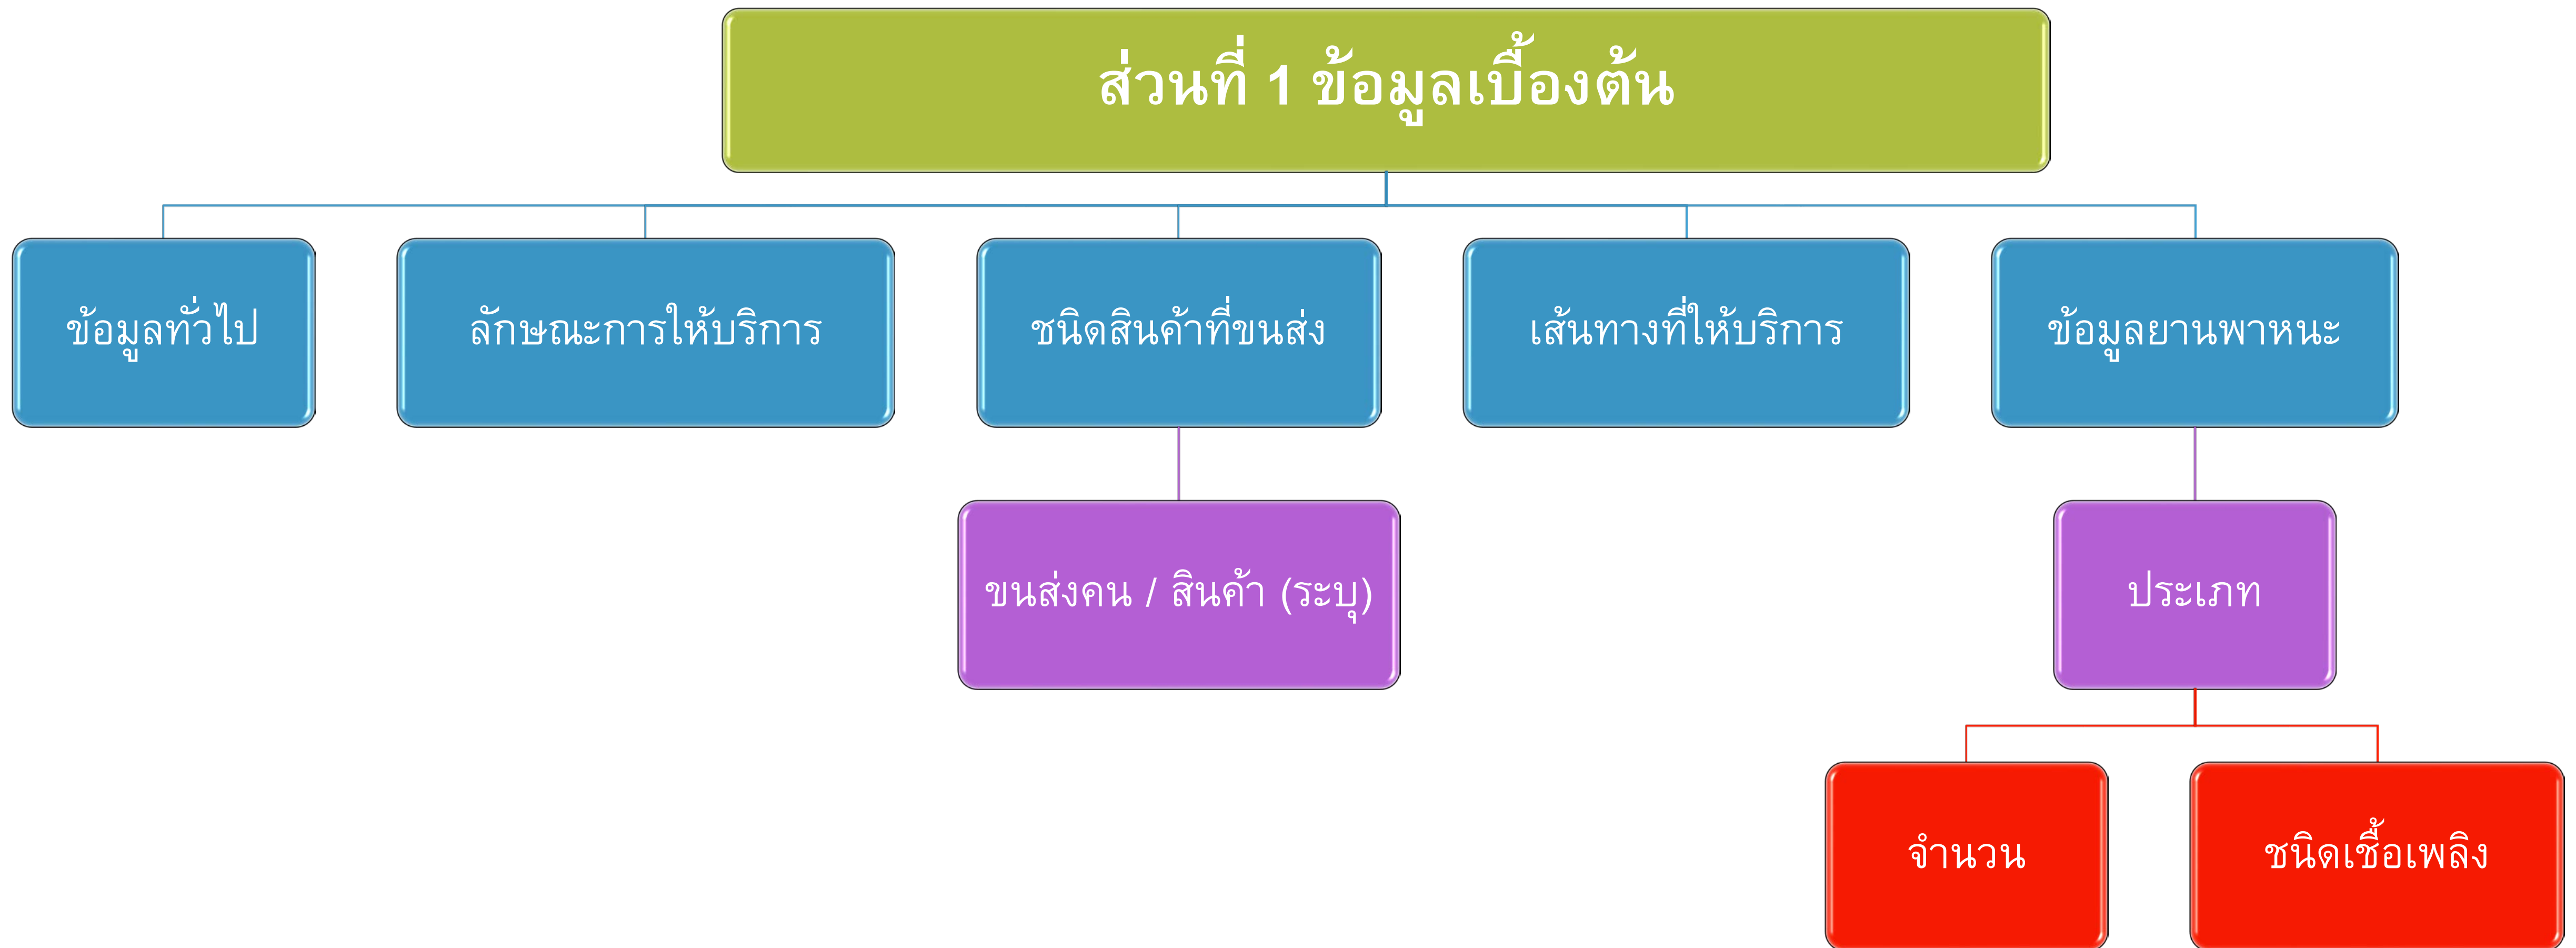 ส่วนที่ 1 ข้อมูลเบื้องต้น
ข้อมูลทั่วไป
ลักษณะการให้บริการ
ชนิดสินค้าที่ขนส่ง
เส้นทางที่ให้บริการ
ข้อมูลยานพาหนะ
ขนส่งคน / สินค้า (ระบุ)
ประเภท
จำนวน
ชนิดเชื้อเพลิง